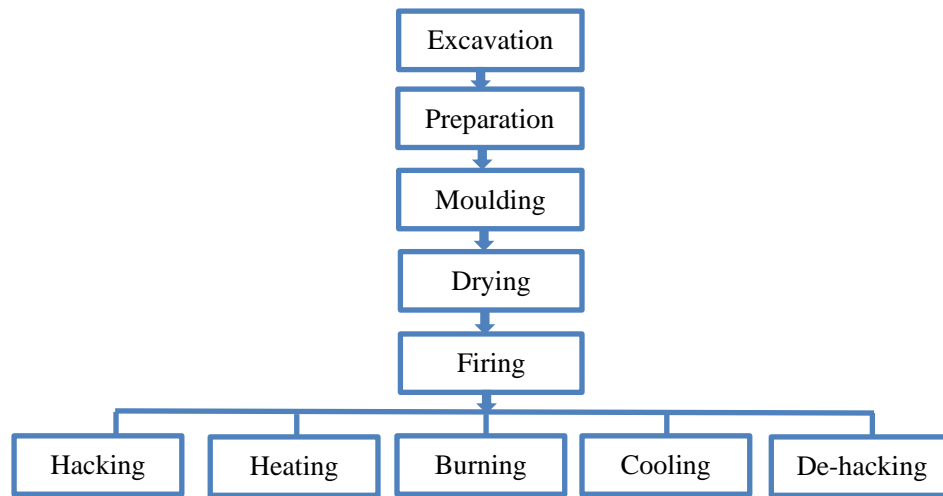 Excavation
Preparation
Moulding
Drying
Firing
Hacking
Heating
Burning
Cooling
De-hacking